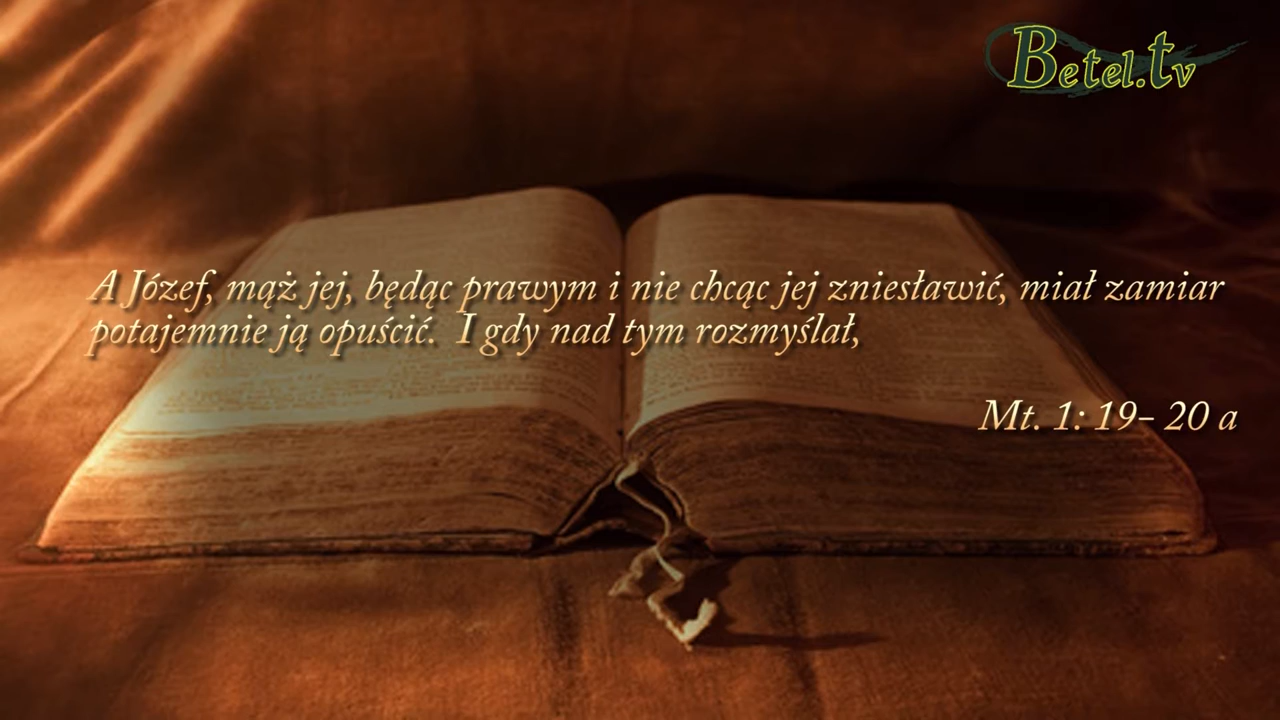 Betel.tv
A Józef, mąż jej, będąc prawym i nie chcąc jej zniesławić, miał zamiar
potajemnie ją opuścić.  I gdy nad tym rozmyślał,
Mt. 1: 19- 20 a